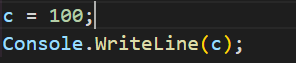 c = 100;
Console.WriteLine(c);